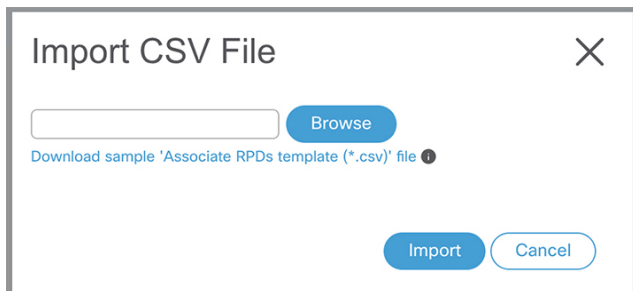 Import CSV File
Browse
Download sample 'Associate RPDs template (*.csv)' file
Import Cancel